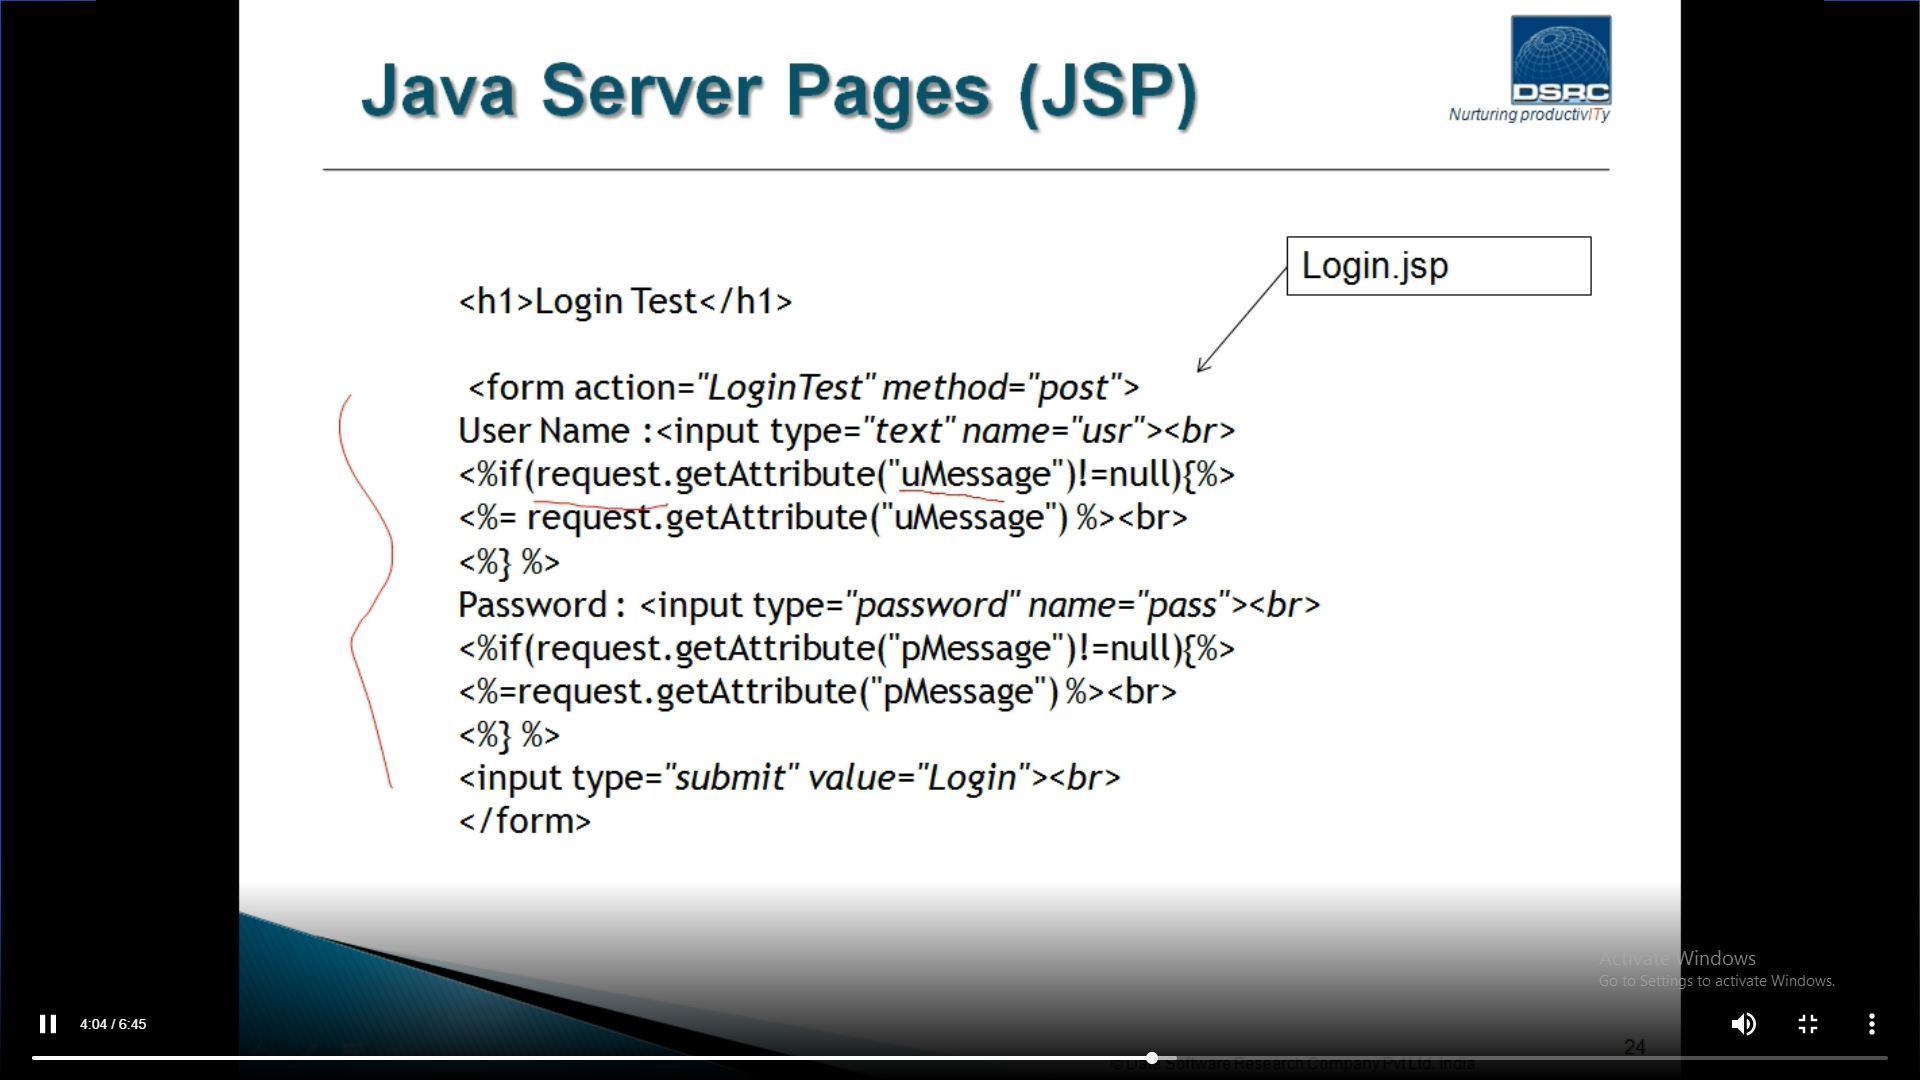 Java Server Pages (JSP)
DSRC
Nurturing productivITy
Login.jsp
<h1>Login Test</h1>
<form action="LoginTest" method="post">
User Name :<input type="text" name="usr"><br>
<%if(request.getAttribute("uMessage")!=null){%>
<%= request.getAttribute("uMessage") %><br>
<%} %>
Password : <input type="password" name="pass"><br>
<%if(request.getAttribute("pMessage")!=null){%>
<%=request.getAttribute("pMessage") %><br>
<%} %>
<input type="submit" value="Login"><br>
</form>
Activate Windows
Go to Settings to activate Windows.
4:04 / 6:45
24
© Data Software Research Company Pvt Ltd. India